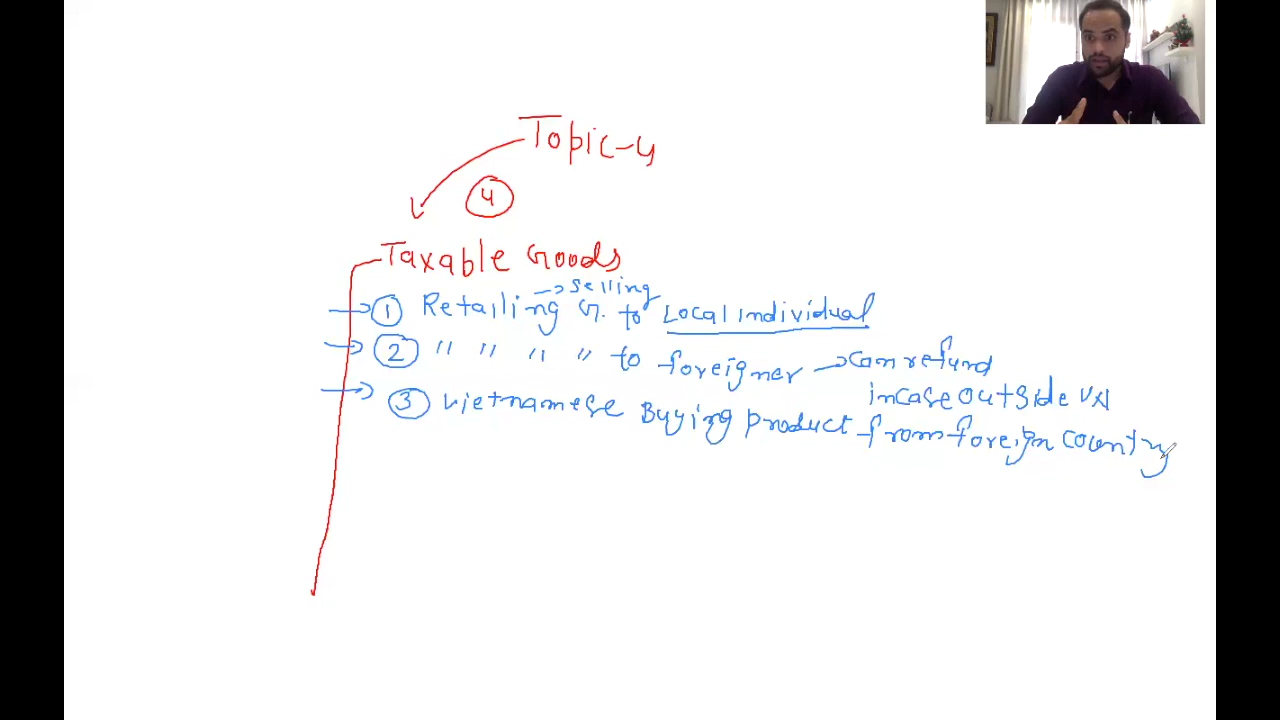 Topic-4
4
Taxable Goods
→ selling
→ 1 Retailing G. to Local individual
→ 2 " " " " to foreigner → can refund
incase outside VN
→ 3 Vietnamese Buying product from foreign country